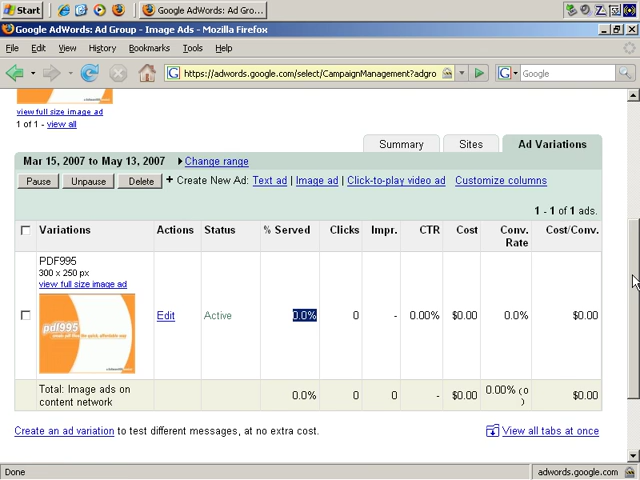 Start
Google AdWords: Ad Gro...
Google AdWords: Ad Group - Image Ads - Mozilla Firefox
File Edit View History Bookmarks Tools Help
https://adwords.google.com/select/CampaignManagement?adgro
Google
view full size image ad
1 of 1 - view all
Summary Sites Ad Variations
Mar 15, 2007 to May 13, 2007 Change range
Pause Unpause Delete + Create New Ad: Text ad | Image ad | Click-to-play video ad Customize columns
1 - 1 of 1 ads.
Variations Actions Status % Served Clicks Impr. CTR Cost Conv. Rate Cost/Conv.
PDF995
300 x 250 px
view full size image ad
pdf995
Edit Active 0.0% 0 - 0.00% $0.00 0.0% $0.00
Total: Image ads on content network 0.0% 0 0 - $0.00 0.00% (0) $0.00
Create an ad variation to test different messages, at no extra cost. View all tabs at once
Done adwords.google.com